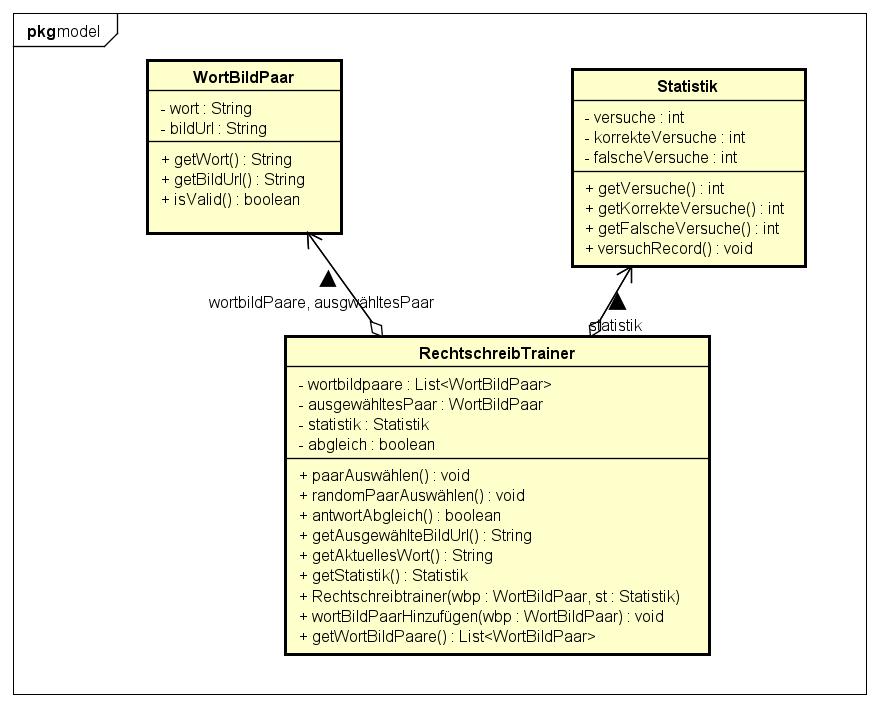 pkg model
WortBildPaar
- wort : String
- bildUrl : String
+ getWort() : String
+ getBildUrl() : String
+ isValid() : boolean
Statistik
- versuche : int
- korrekteVersuche : int
- falscheVersuche : int
+ getVersuche() : int
+ getKorrekteVersuche() : int
+ getFalscheVersuche() : int
+ versuchRecord() : void
wortbildPaare, ausgwähltesPaar
statistik
RechtschreibTrainer
- wortbildpaare : List<WortBildPaar>
- ausgewähltesPaar : WortBildPaar
- statistik : Statistik
- abgleich : boolean
+ paarAuswählen() : void
+ randomPaarAuswählen() : void
+ antwortAbgleich() : boolean
+ getAusgewählteBildUrl() : String
+ getAktuellesWort() : String
+ getStatistik() : Statistik
+ Rechtschreibtrainer(wbp : WortBildPaar, st : Statistik)
+ wortBildPaarHinzufügen(wbp : WortBildPaar) : void
+ getWortBildPaare() : List<WortBildPaar>